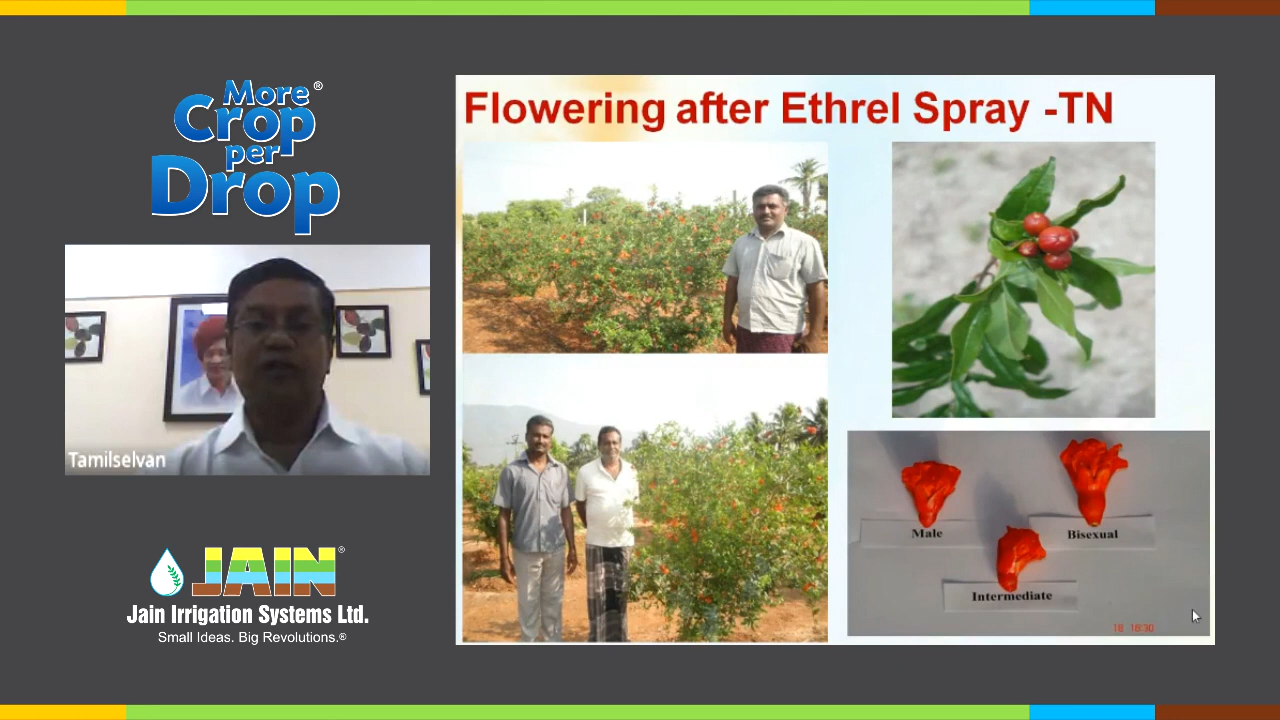 More®
Crop
per
Drop
Tamilselvan
JAIN®
Jain Irrigation Systems Ltd.
Small Ideas. Big Revolutions.®
Flowering after Ethrel Spray -TN
Male
Bisexual
Intermediate
18 18:30